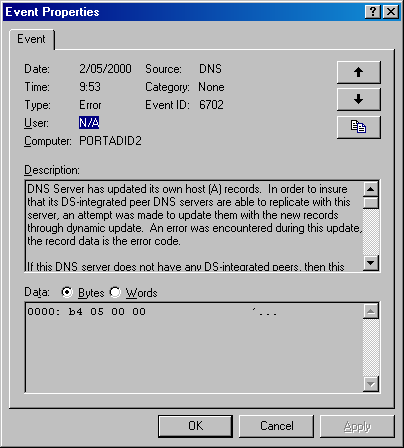 Event Properties
Event
Date: 2/05/2000 Source: DNS
Time: 9:53 Category: None
Type: Error Event ID: 6702
User: N/A
Computer: PORTADID2
Description:
DNS Server has updated its own host (A) records. In order to insure
that its DS-integrated peer DNS servers are able to replicate with this
server, an attempt was made to update them with the new records
through dynamic update. An error was encountered during this update,
the record data is the error code.
If this DNS server does not have any DS-integrated peers, then this
Data: Bytes Words
0000: b4 05 00 00 ´...
OK Cancel Apply